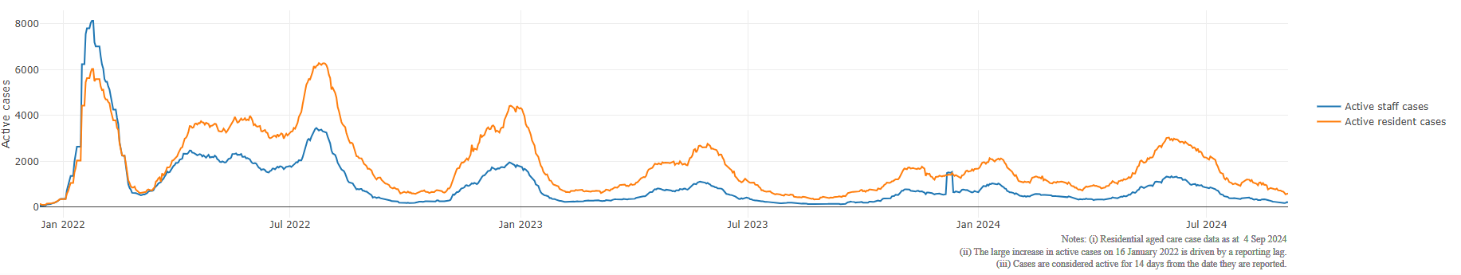 8000
6000
4000
2000
0
Active cases
Jan 2022
Jul 2022
Jan 2023
Jul 2023
Jan 2024
Jul 2024
Active staff cases
Active resident cases
Notes: (i) Residential aged care case data as at 4 Sep 2024
(ii) The large increase in active cases on 16 January 2022 is driven by a reporting lag.
(iii) Cases are considered active for 14 days from the date they are reported.